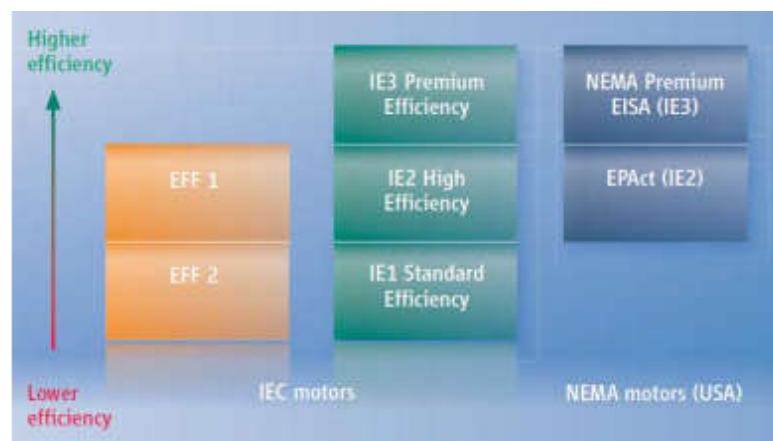 Higher
efficiency
IE3 Premium
Efficiency
NEMA Premium
EISA (IE3)
EFF 1
IE2 High
Efficiency
EPAct (IE2)
EFF 2
IE1 Standard
Efficiency
Lower
efficiency
IEC motors
NEMA motors (USA)